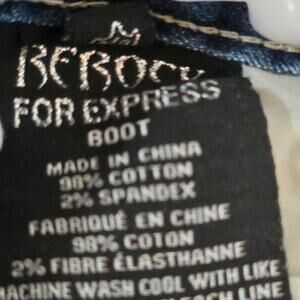 REROCK
FOR EXPRESS
BOOT
MADE IN CHINA
98% COTTON
2% SPANDEX
FABRIQUÉ EN CHINE
98% COTON
2% FIBRE ÉLASTHANNE
MACHINE WASH COOL WITH LIKE
LINE